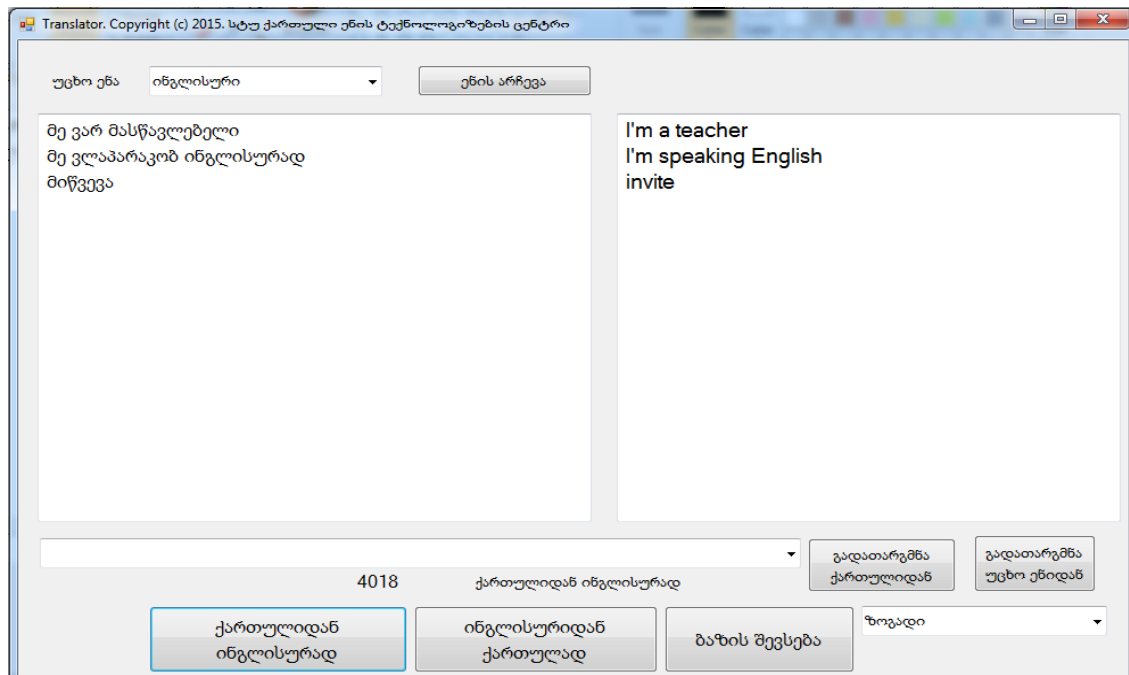 Translator. Copyright (c) 2015. სტუ ქართული ენის ტექნოლოგიზების ცენტრი
უცხო ენა ინგლისური ენის არჩევა
მე ვარ მასწავლებელი
მე ვლაპარაკობ ინგლისურად
მიწვევა
I'm a teacher
I'm speaking English
invite
გადათარგმნა
ქართულიდან
გადათარგმნა
უცხო ენიდან
4018 ქართულიდან ინგლისურად
ქართულიდან
ინგლისურად
ინგლისურიდან
ქართულად
ბაზის შევსება
ზოგადი